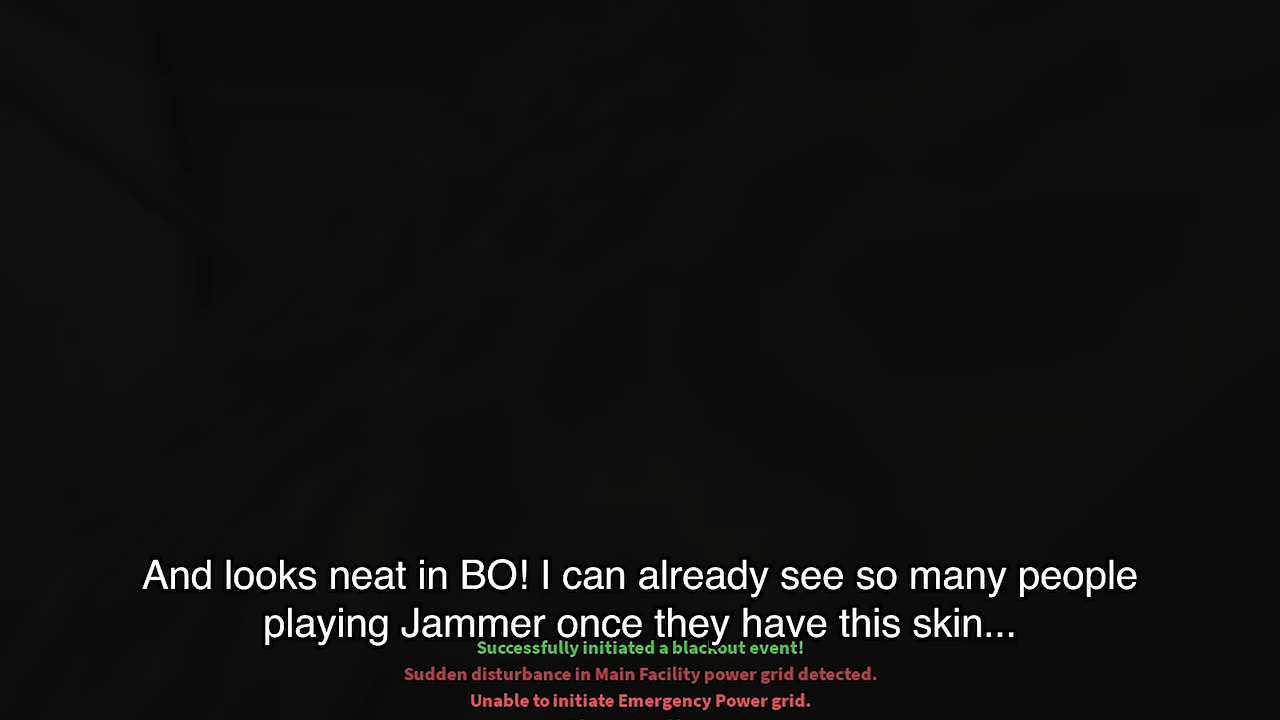 And looks neat in BO! I can already see so many people
playing Jammer once they have this skin...
Successfully initiated a blackout event!
Sudden disturbance in Main Facility power grid detected.
Unable to initiate Emergency Power grid.